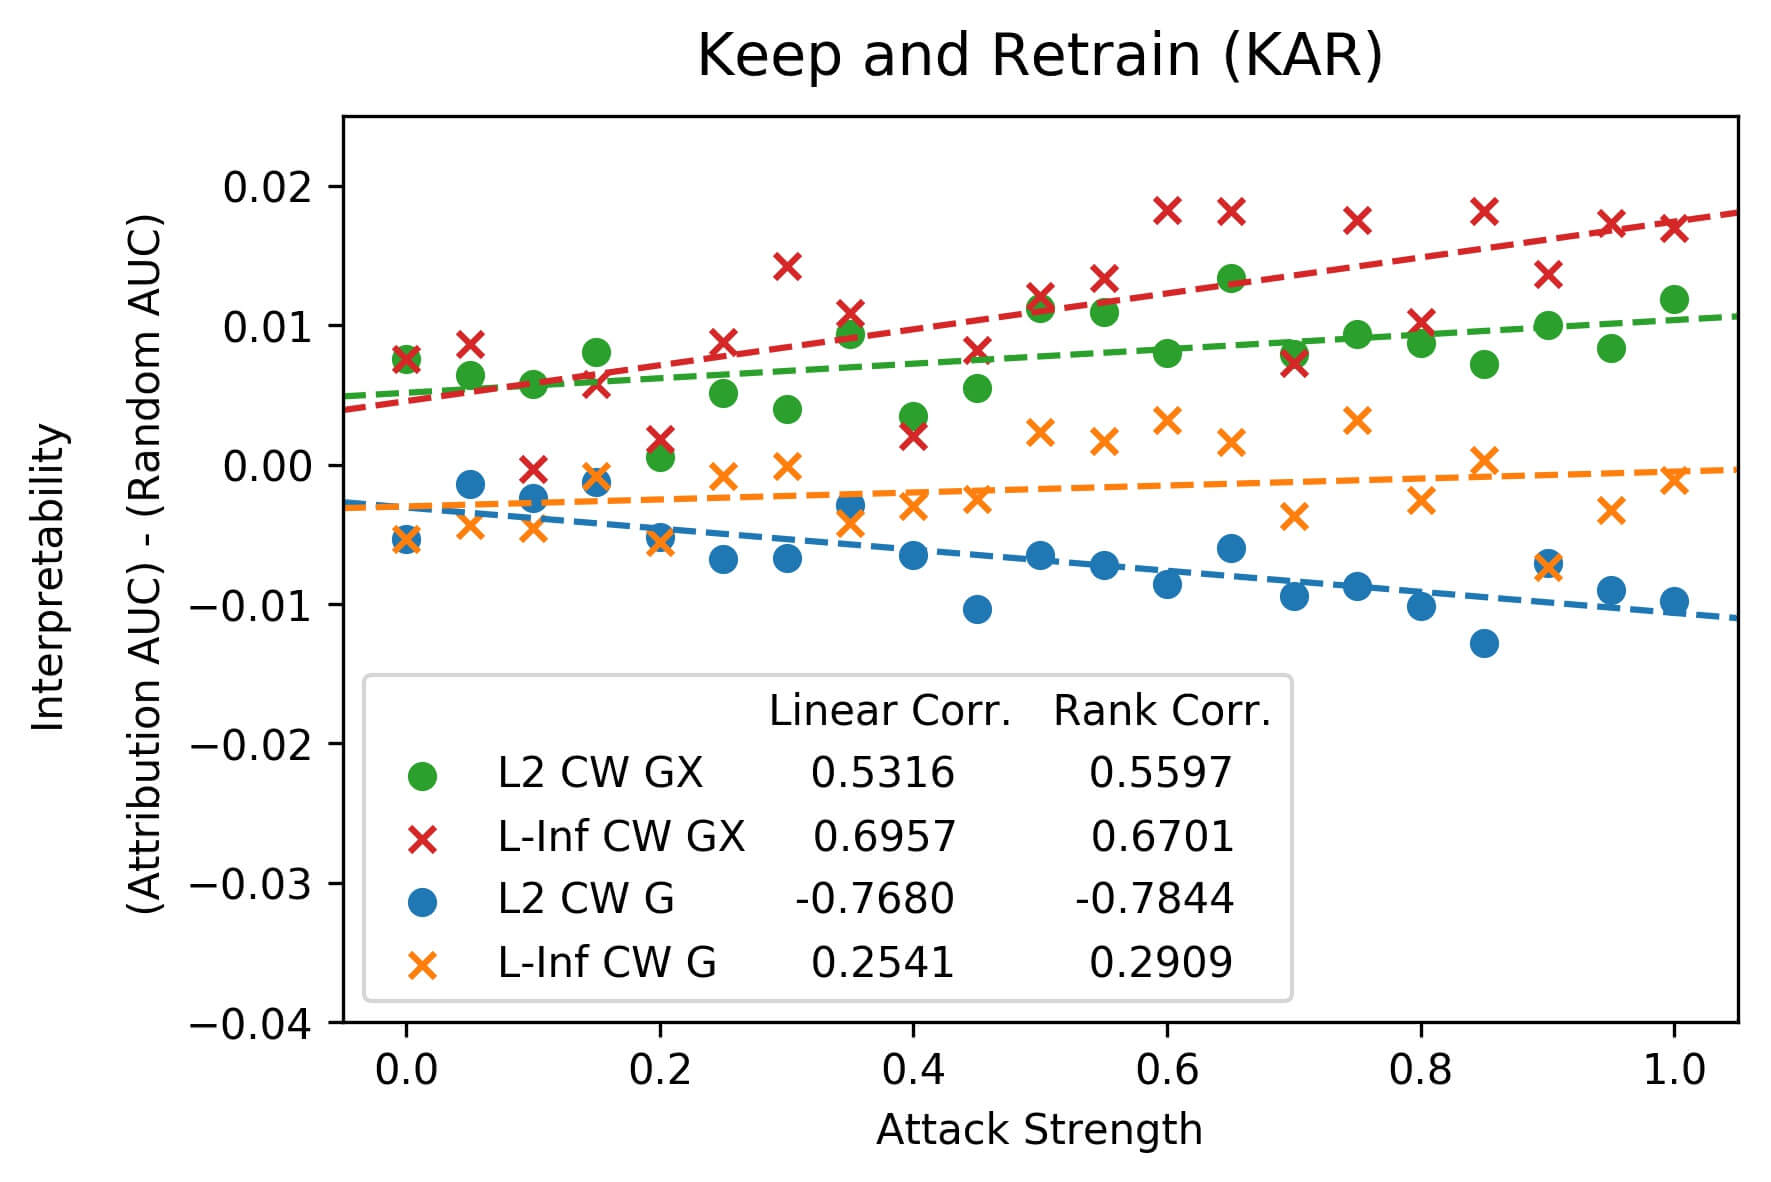 Keep and Retrain (KAR)
Interpretability
(Attribution AUC) - (Random AUC)
0.02
0.01
0.00
−0.01
−0.02
−0.03
−0.04
Linear Corr. Rank Corr.
L2 CW GX 0.5316 0.5597
L-Inf CW GX 0.6957 0.6701
L2 CW G -0.7680 -0.7844
L-Inf CW G 0.2541 0.2909
0.0 0.2 0.4 0.6 0.8 1.0
Attack Strength